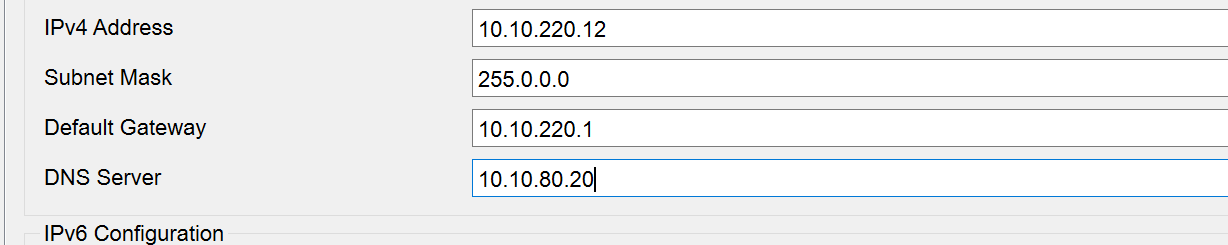 IPv4 Address 10.10.220.12
Subnet Mask 255.0.0.0
Default Gateway 10.10.220.1
DNS Server 10.10.80.20
IPv6 Configuration